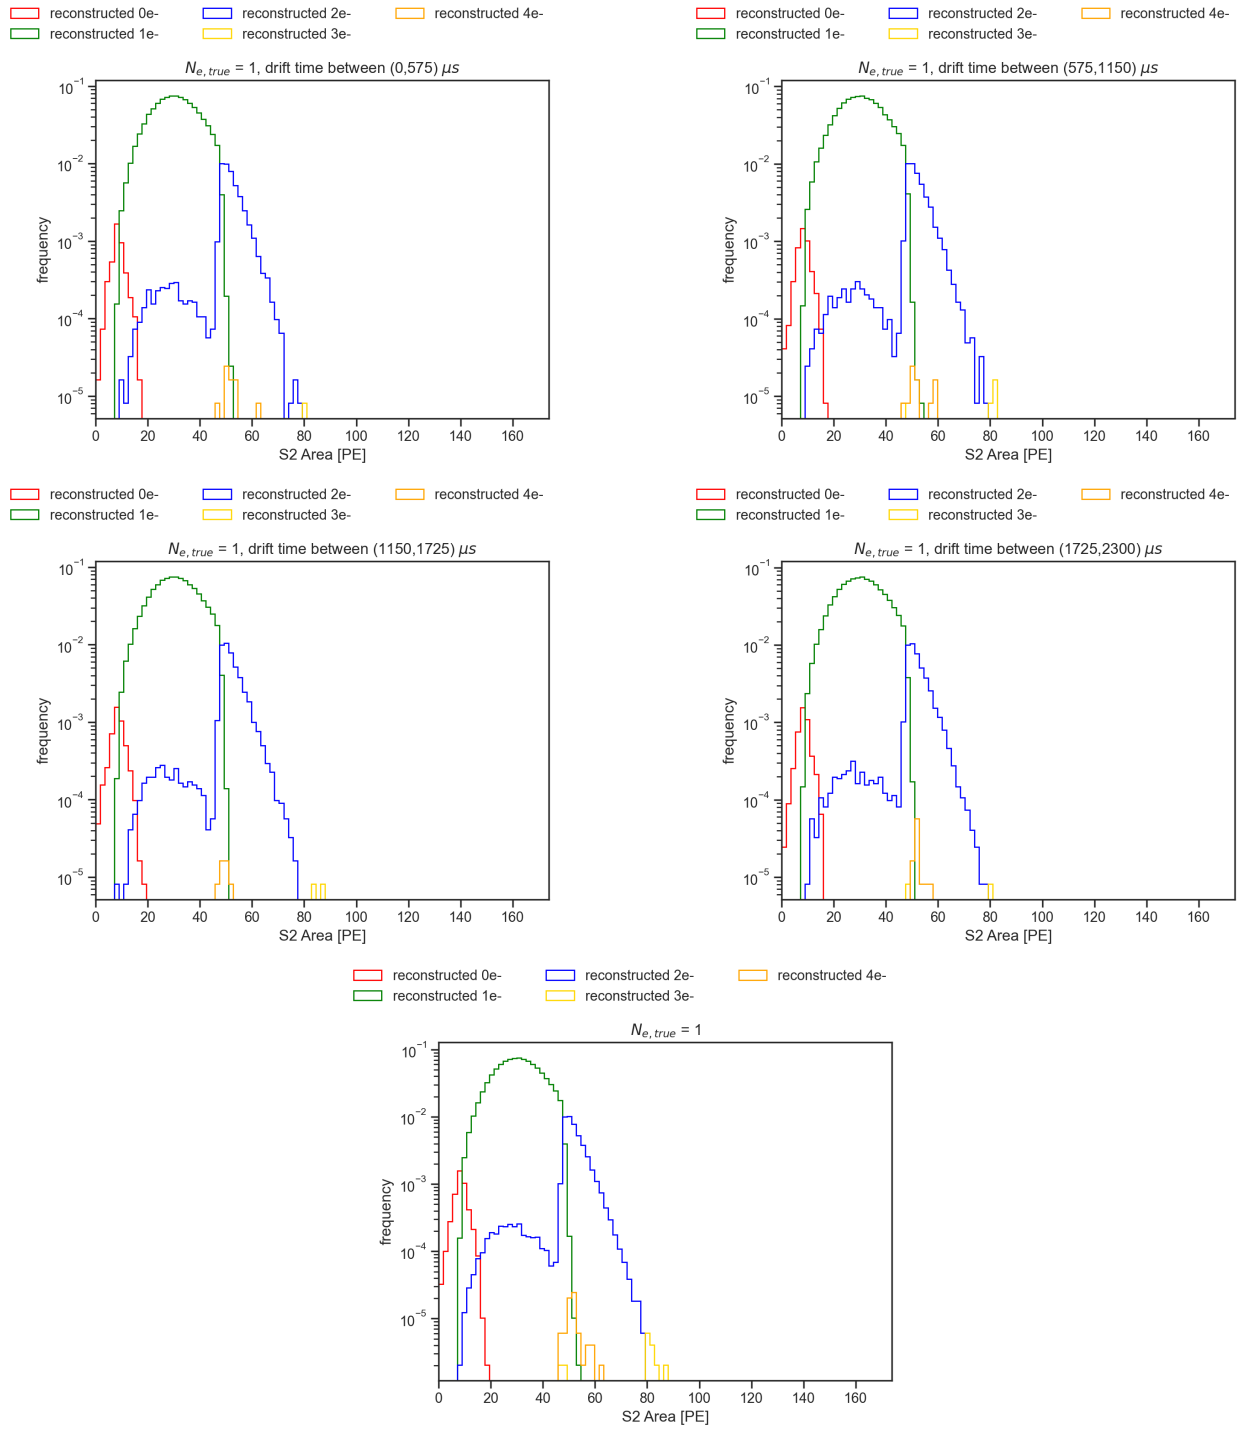 reconstructed 0e- reconstructed 2e- reconstructed 4e-
reconstructed 1e- reconstructed 3e-
N_{e, true} = 1, drift time between (0,575) μs
10^{-1}
10^{-2}
10^{-3}
10^{-4}
10^{-5}
frequency
0 20 40 60 80 100 120 140 160
S2 Area [PE]
reconstructed 0e- reconstructed 2e- reconstructed 4e-
reconstructed 1e- reconstructed 3e-
N_{e, true} = 1, drift time between (575,1150) μs
10^{-1}
10^{-2}
10^{-3}
10^{-4}
10^{-5}
frequency
0 20 40 60 80 100 120 140 160
S2 Area [PE]
reconstructed 0e- reconstructed 2e- reconstructed 4e-
reconstructed 1e- reconstructed 3e-
N_{e, true} = 1, drift time between (1150,1725) μs
10^{-1}
10^{-2}
10^{-3}
10^{-4}
10^{-5}
frequency
0 20 40 60 80 100 120 140 160
S2 Area [PE]
reconstructed 0e- reconstructed 2e- reconstructed 4e-
reconstructed 1e- reconstructed 3e-
N_{e, true} = 1, drift time between (1725,2300) μs
10^{-1}
10^{-2}
10^{-3}
10^{-4}
10^{-5}
frequency
0 20 40 60 80 100 120 140 160
S2 Area [PE]
reconstructed 0e- reconstructed 2e- reconstructed 4e-
reconstructed 1e- reconstructed 3e-
N_{e, true} = 1
10^{-1}
10^{-2}
10^{-3}
10^{-4}
10^{-5}
frequency
0 20 40 60 80 100 120 140 160
S2 Area [PE]